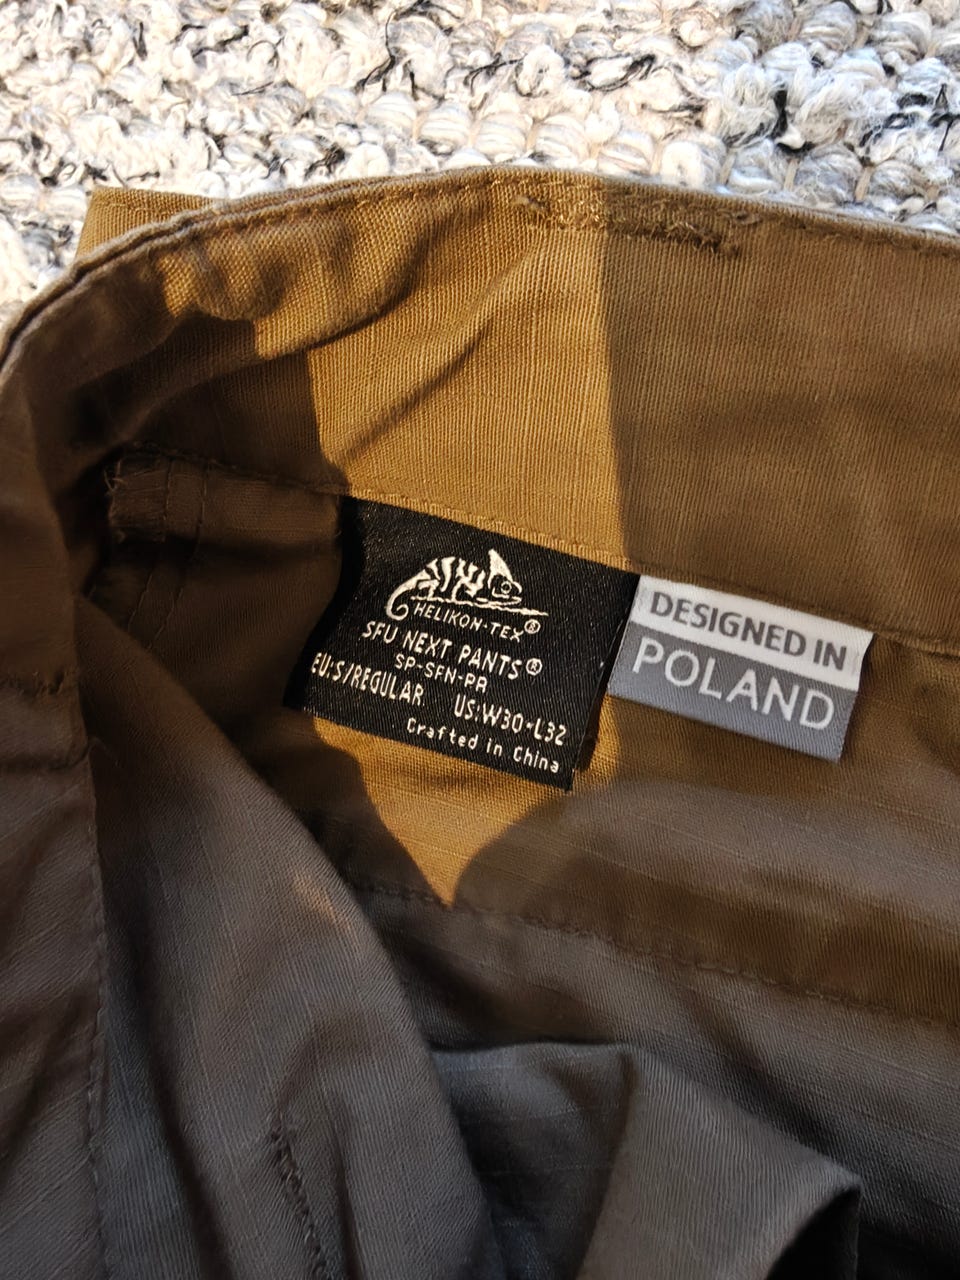 HELIKON-TEX®
SFU NEXT PANTS®
SP-SFN-PR
EU:S/REGULAR US:W30-L32
Crafted in China
DESIGNED IN
POLAND